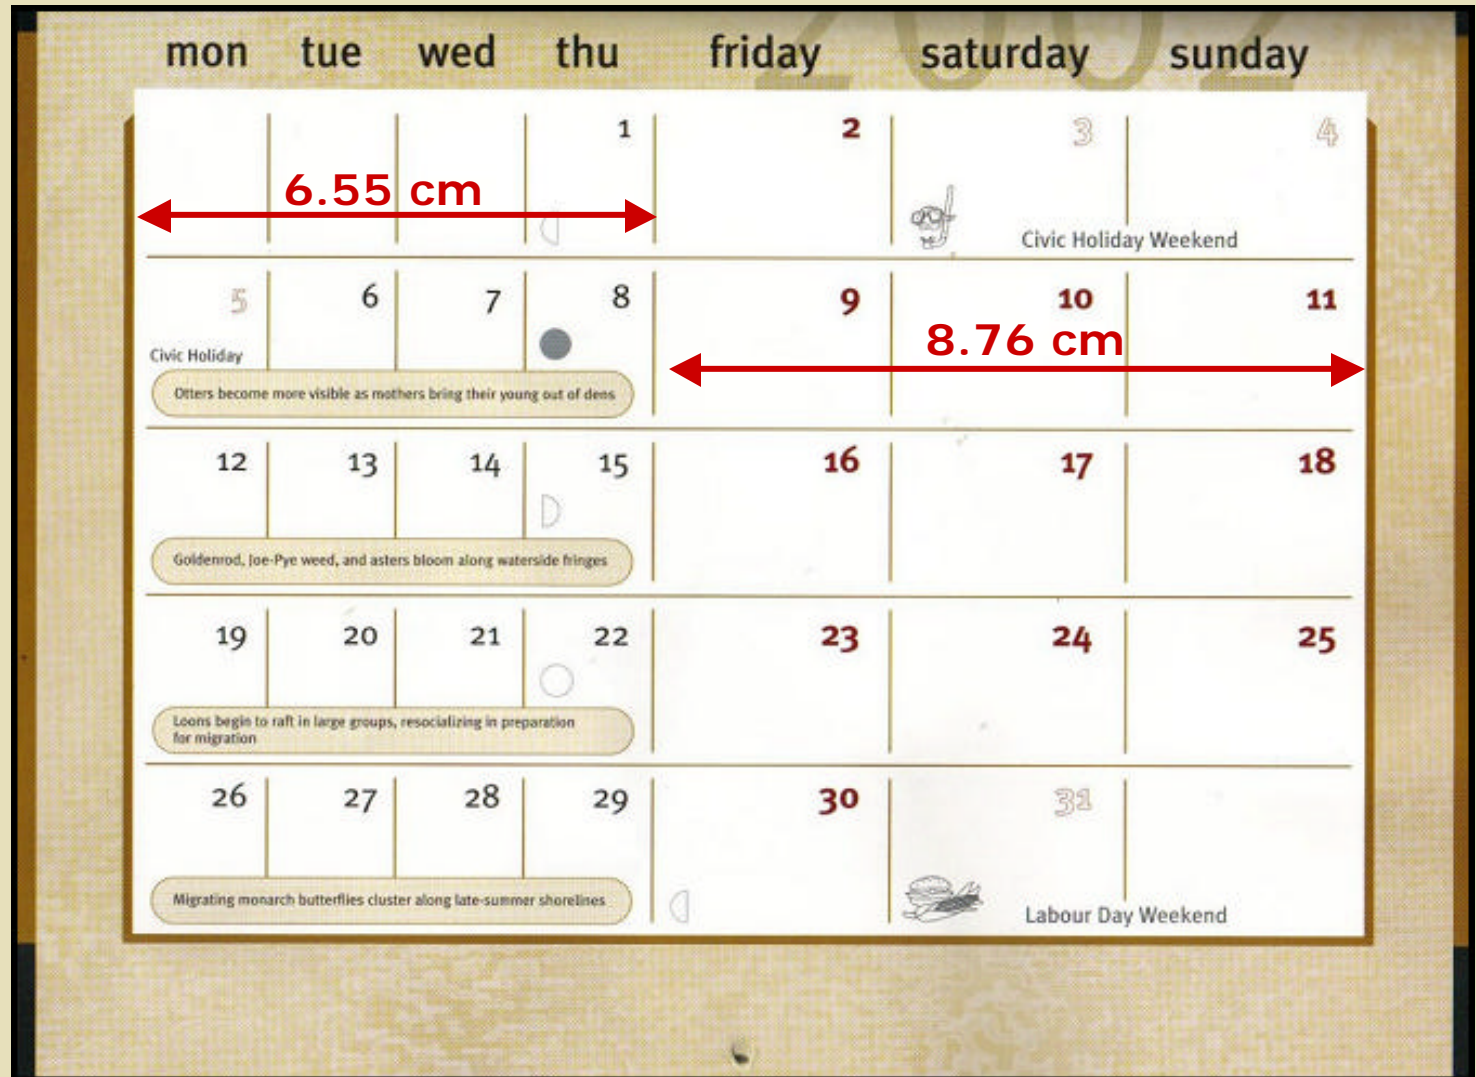 2002
mon tue wed thu friday saturday sunday
1 2 3 4
6.55 cm
Civic Holiday Weekend
5 6 7 8 9 10 11
8.76 cm
Civic Holiday
Otters become more visible as mothers bring their young out of dens
12 13 14 15 16 17 18
Goldenrod, Joe-Pye weed, and asters bloom along waterside fringes
19 20 21 22 23 24 25
Loons begin to raft in large groups, resocializing in preparation
for migration
26 27 28 29 30 31
Migrating monarch butterflies cluster along late-summer shorelines
Labour Day Weekend